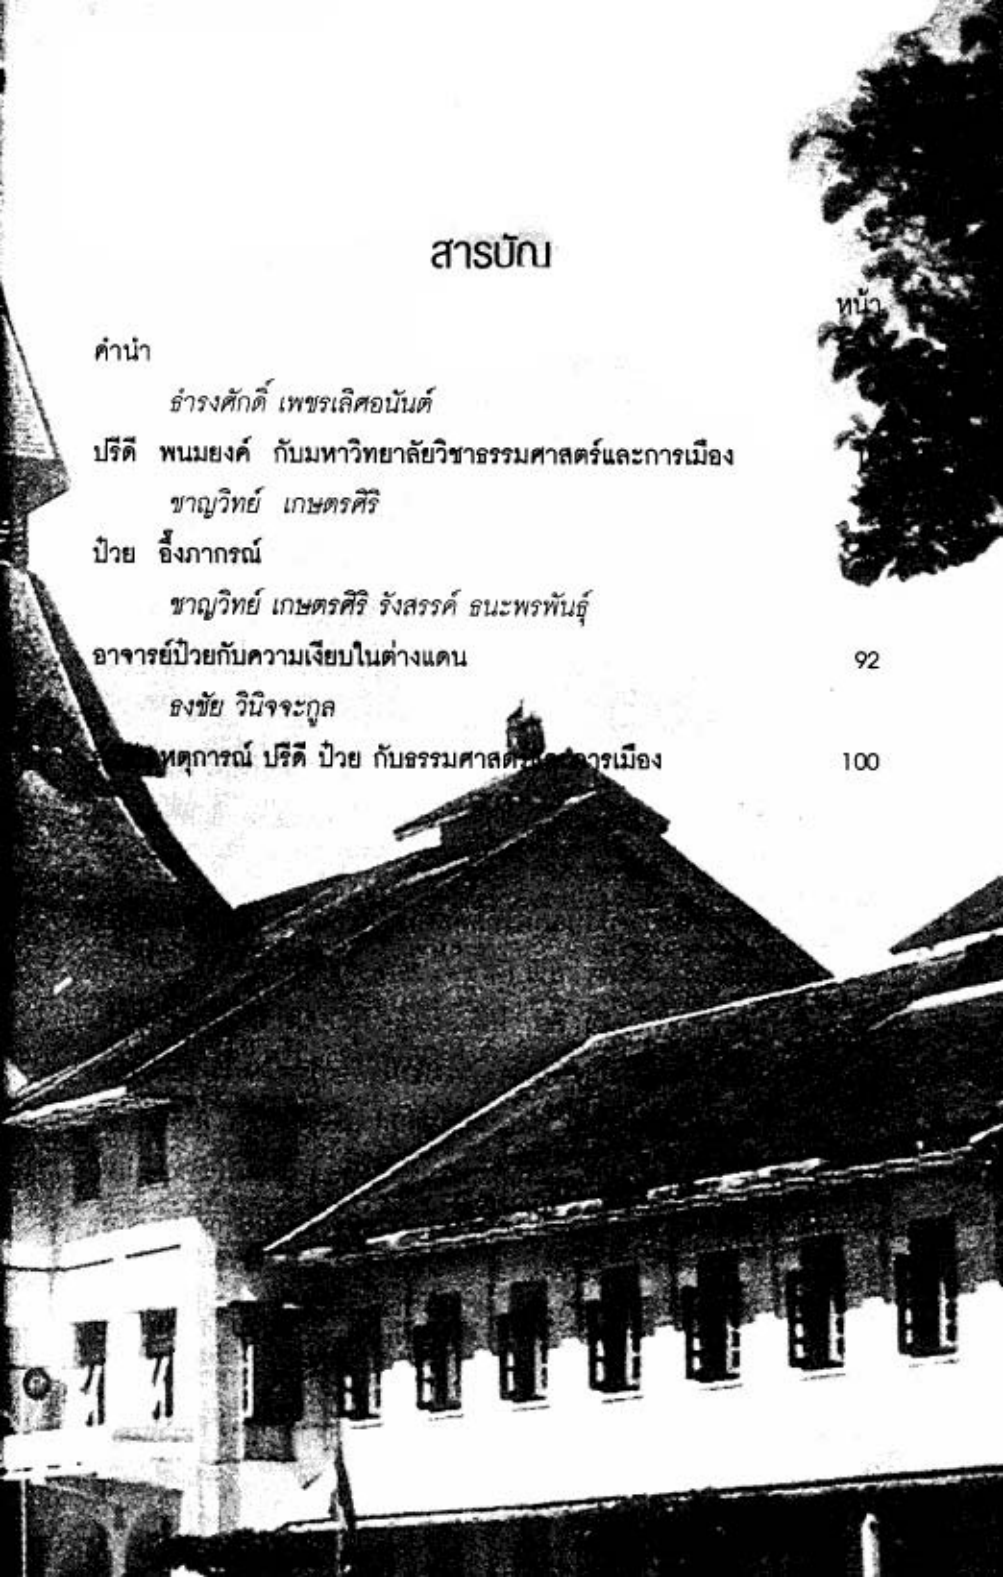 สารบัญ
หน้า
คำนำ
ธำรงศักดิ์ เพชรเลิศอนันต์
ปรีดี พนมยงค์ กับมหาวิทยาลัยวิชาธรรมศาสตร์และการเมือง
ชาญวิทย์ เกษตรศิริ
ป๋วย อึ๊งภากรณ์
ชาญวิทย์ เกษตรศิริ รังสรรค์ ธนะพรพันธุ์
อาจารย์ป๋วยกับความเงียบในต่างแดน 92
ธงชัย วินิจจะกูล
หตุการณ์ ปรีดี ป๋วย กับธรรมศาสตร์และการเมือง 100